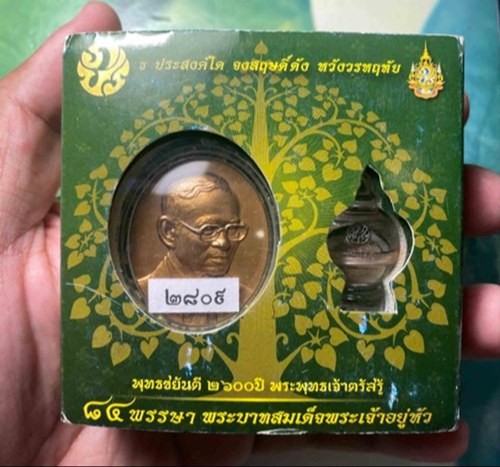 ธ ประสงค์ใด จงสฤษดิ์ดัง หวังวรหฤทัย
๒๘๐๙
พุทธชยันตี ๒๖๐๐ปี พระพุทธเจ้าตรัสรู้
๘๔ พรรษา พระบาทสมเด็จพระเจ้าอยู่หัว